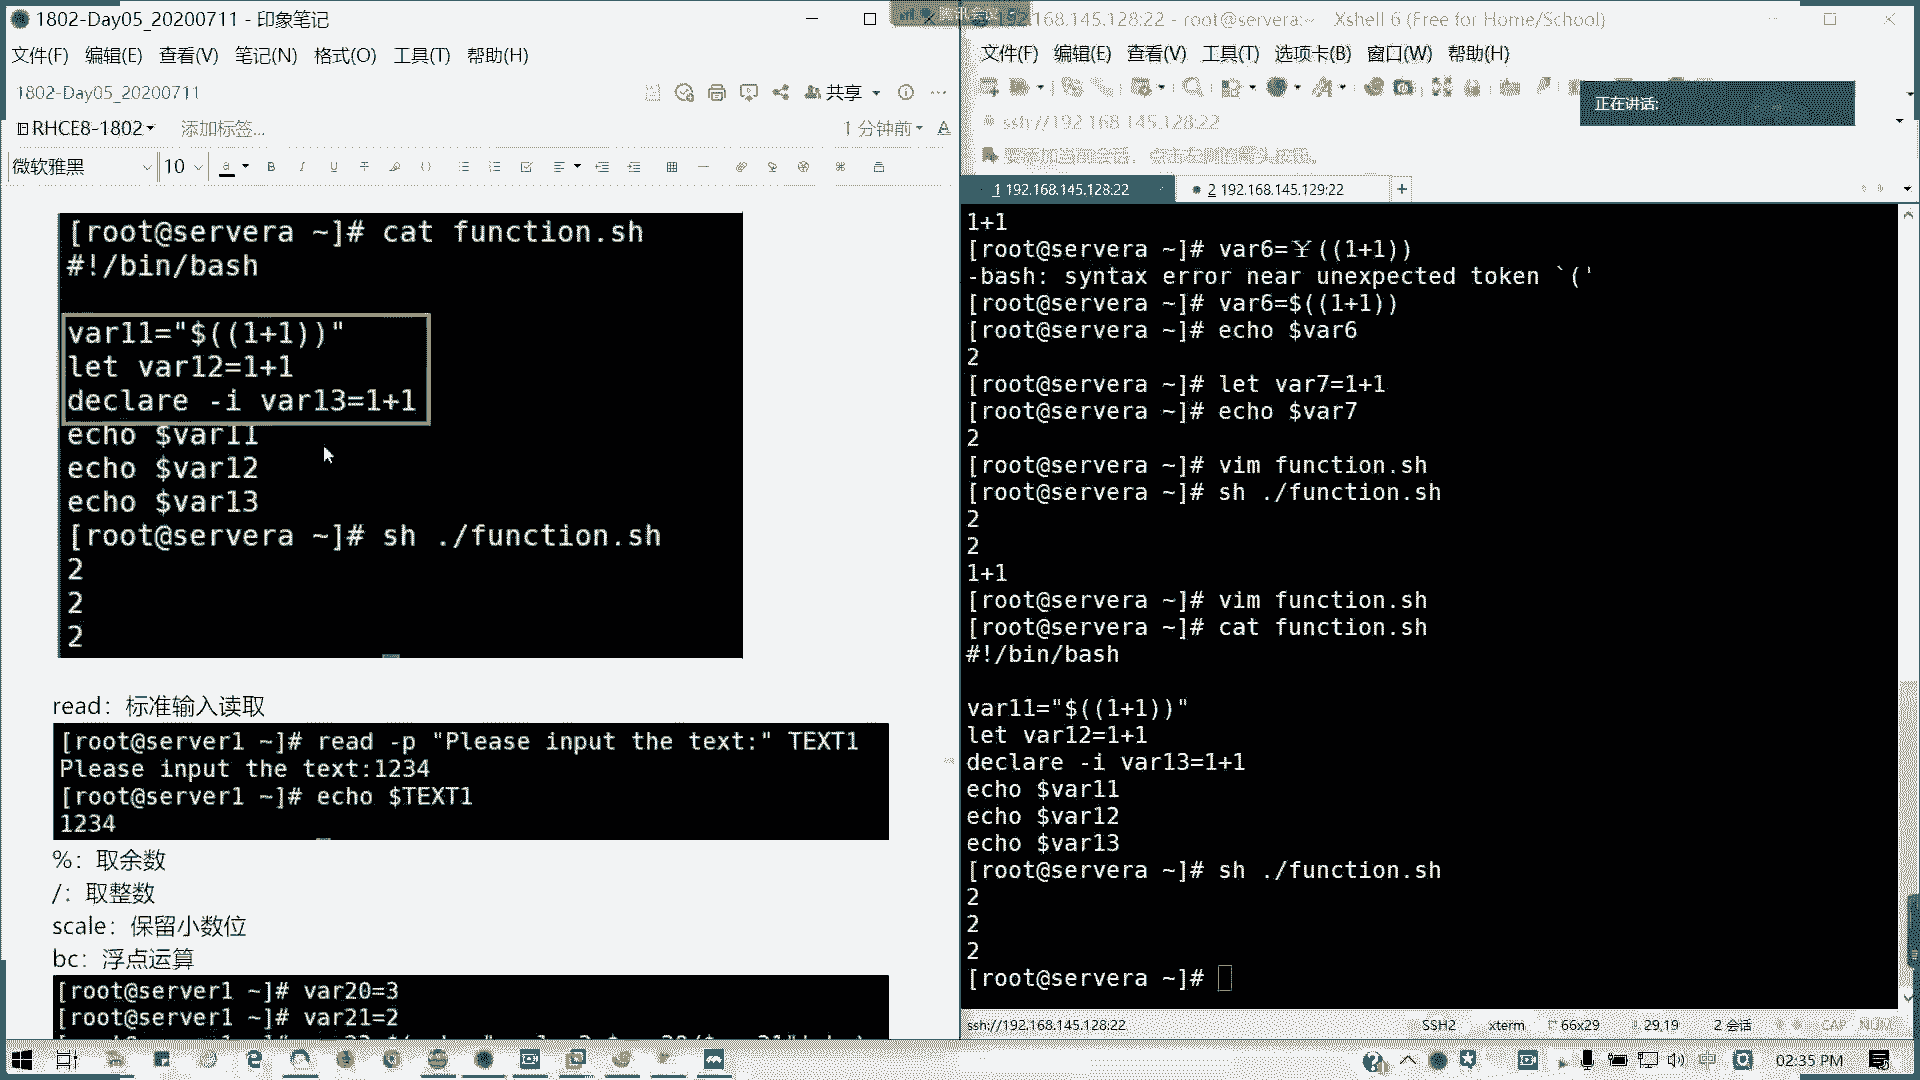 1802-Day05_20200711 - 印象笔记
文件(F) 编辑(E) 查看(V) 笔记(N) 格式(O) 工具(T) 帮助(H)
1802-Day05_20200711
共享
RHCE8-1802
添加标签...
1 分钟前
微软雅黑
10
[root@servera ~]# cat function.sh
#!/bin/bash
var11="$((1+1))"
let var12=1+1
declare -i var13=1+1
echo $var11
echo $var12
echo $var13
[root@servera ~]# sh ./function.sh
2
2
2
read：标准输入读取
[root@server1 ~]# read -p "Please input the text:" TEXT1
Please input the text:1234
[root@server1 ~]# echo $TEXT1
1234
%：取余数
/：取整数
scale：保留小数位
bc：浮点运算
[root@server1 ~]# var20=3
[root@server1 ~]# var21=2
腾讯会议
192.168.145.128:22 - root@servera:~ Xshell 6 (Free for Home/School)
文件(F) 编辑(E) 查看(V) 工具(T) 选项卡(B) 窗口(W) 帮助(H)
正在讲话:
ssh://192.168.145.128:22
要添加当前会话，点击左侧的箭头按钮。
1 192.168.145.128:22
2 192.168.145.129:22
1+1
[root@servera ~]# var6=￥((1+1))
-bash: syntax error near unexpected token `('
[root@servera ~]# var6=$((1+1))
[root@servera ~]# echo $var6
2
[root@servera ~]# let var7=1+1
[root@servera ~]# echo $var7
2
[root@servera ~]# vim function.sh
[root@servera ~]# sh ./function.sh
2
2
1+1
[root@servera ~]# vim function.sh
[root@servera ~]# cat function.sh
#!/bin/bash
var11="$((1+1))"
let var12=1+1
declare -i var13=1+1
echo $var11
echo $var12
echo $var13
[root@servera ~]# sh ./function.sh
2
2
2
[root@servera ~]#
ssh://192.168.145.128:22
SSH2
xterm
66x29
29,19
2 会话
CAP
NUM
中
02:35 PM